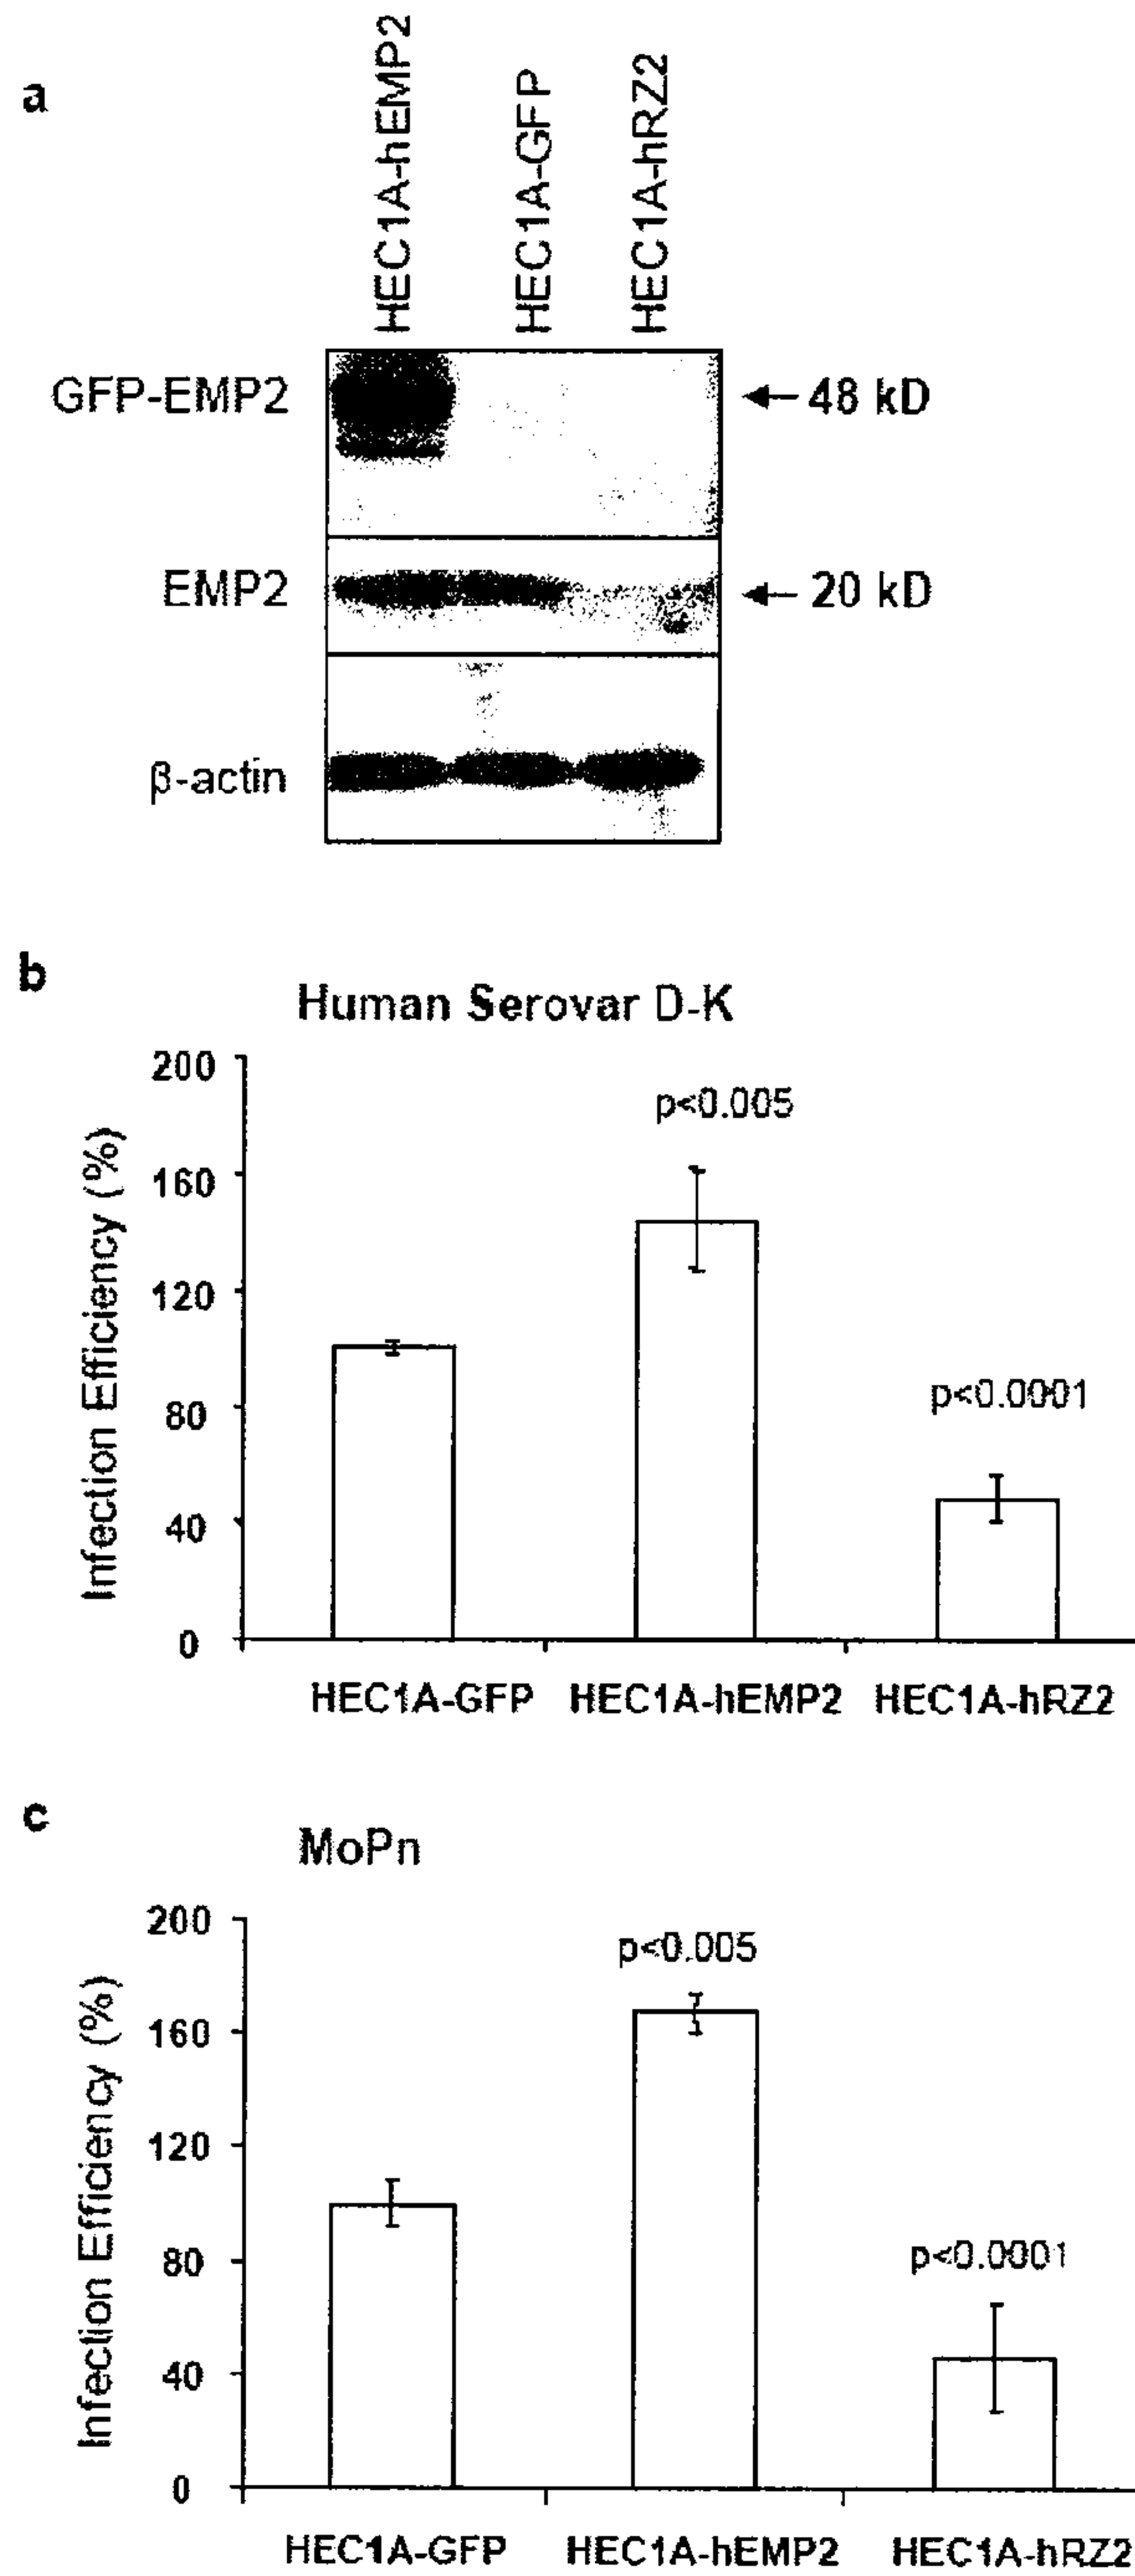 a
HEC1A-hEMP2
HEC1A-GFP
HEC1A-hRZ2
GFP-EMP2
48 kD
EMP2
20 kD
β-actin
b
Human Serovar D-K
Infection Efficiency (%)
200
160
120
80
40
0
p<0.005
p<0.0001
HEC1A-GFP HEC1A-hEMP2 HEC1A-hRZ2
c
MoPn
Infection Efficiency (%)
200
160
120
80
40
0
p<0.005
p<0.0001
HEC1A-GFP HEC1A-hEMP2 HEC1A-hRZ2